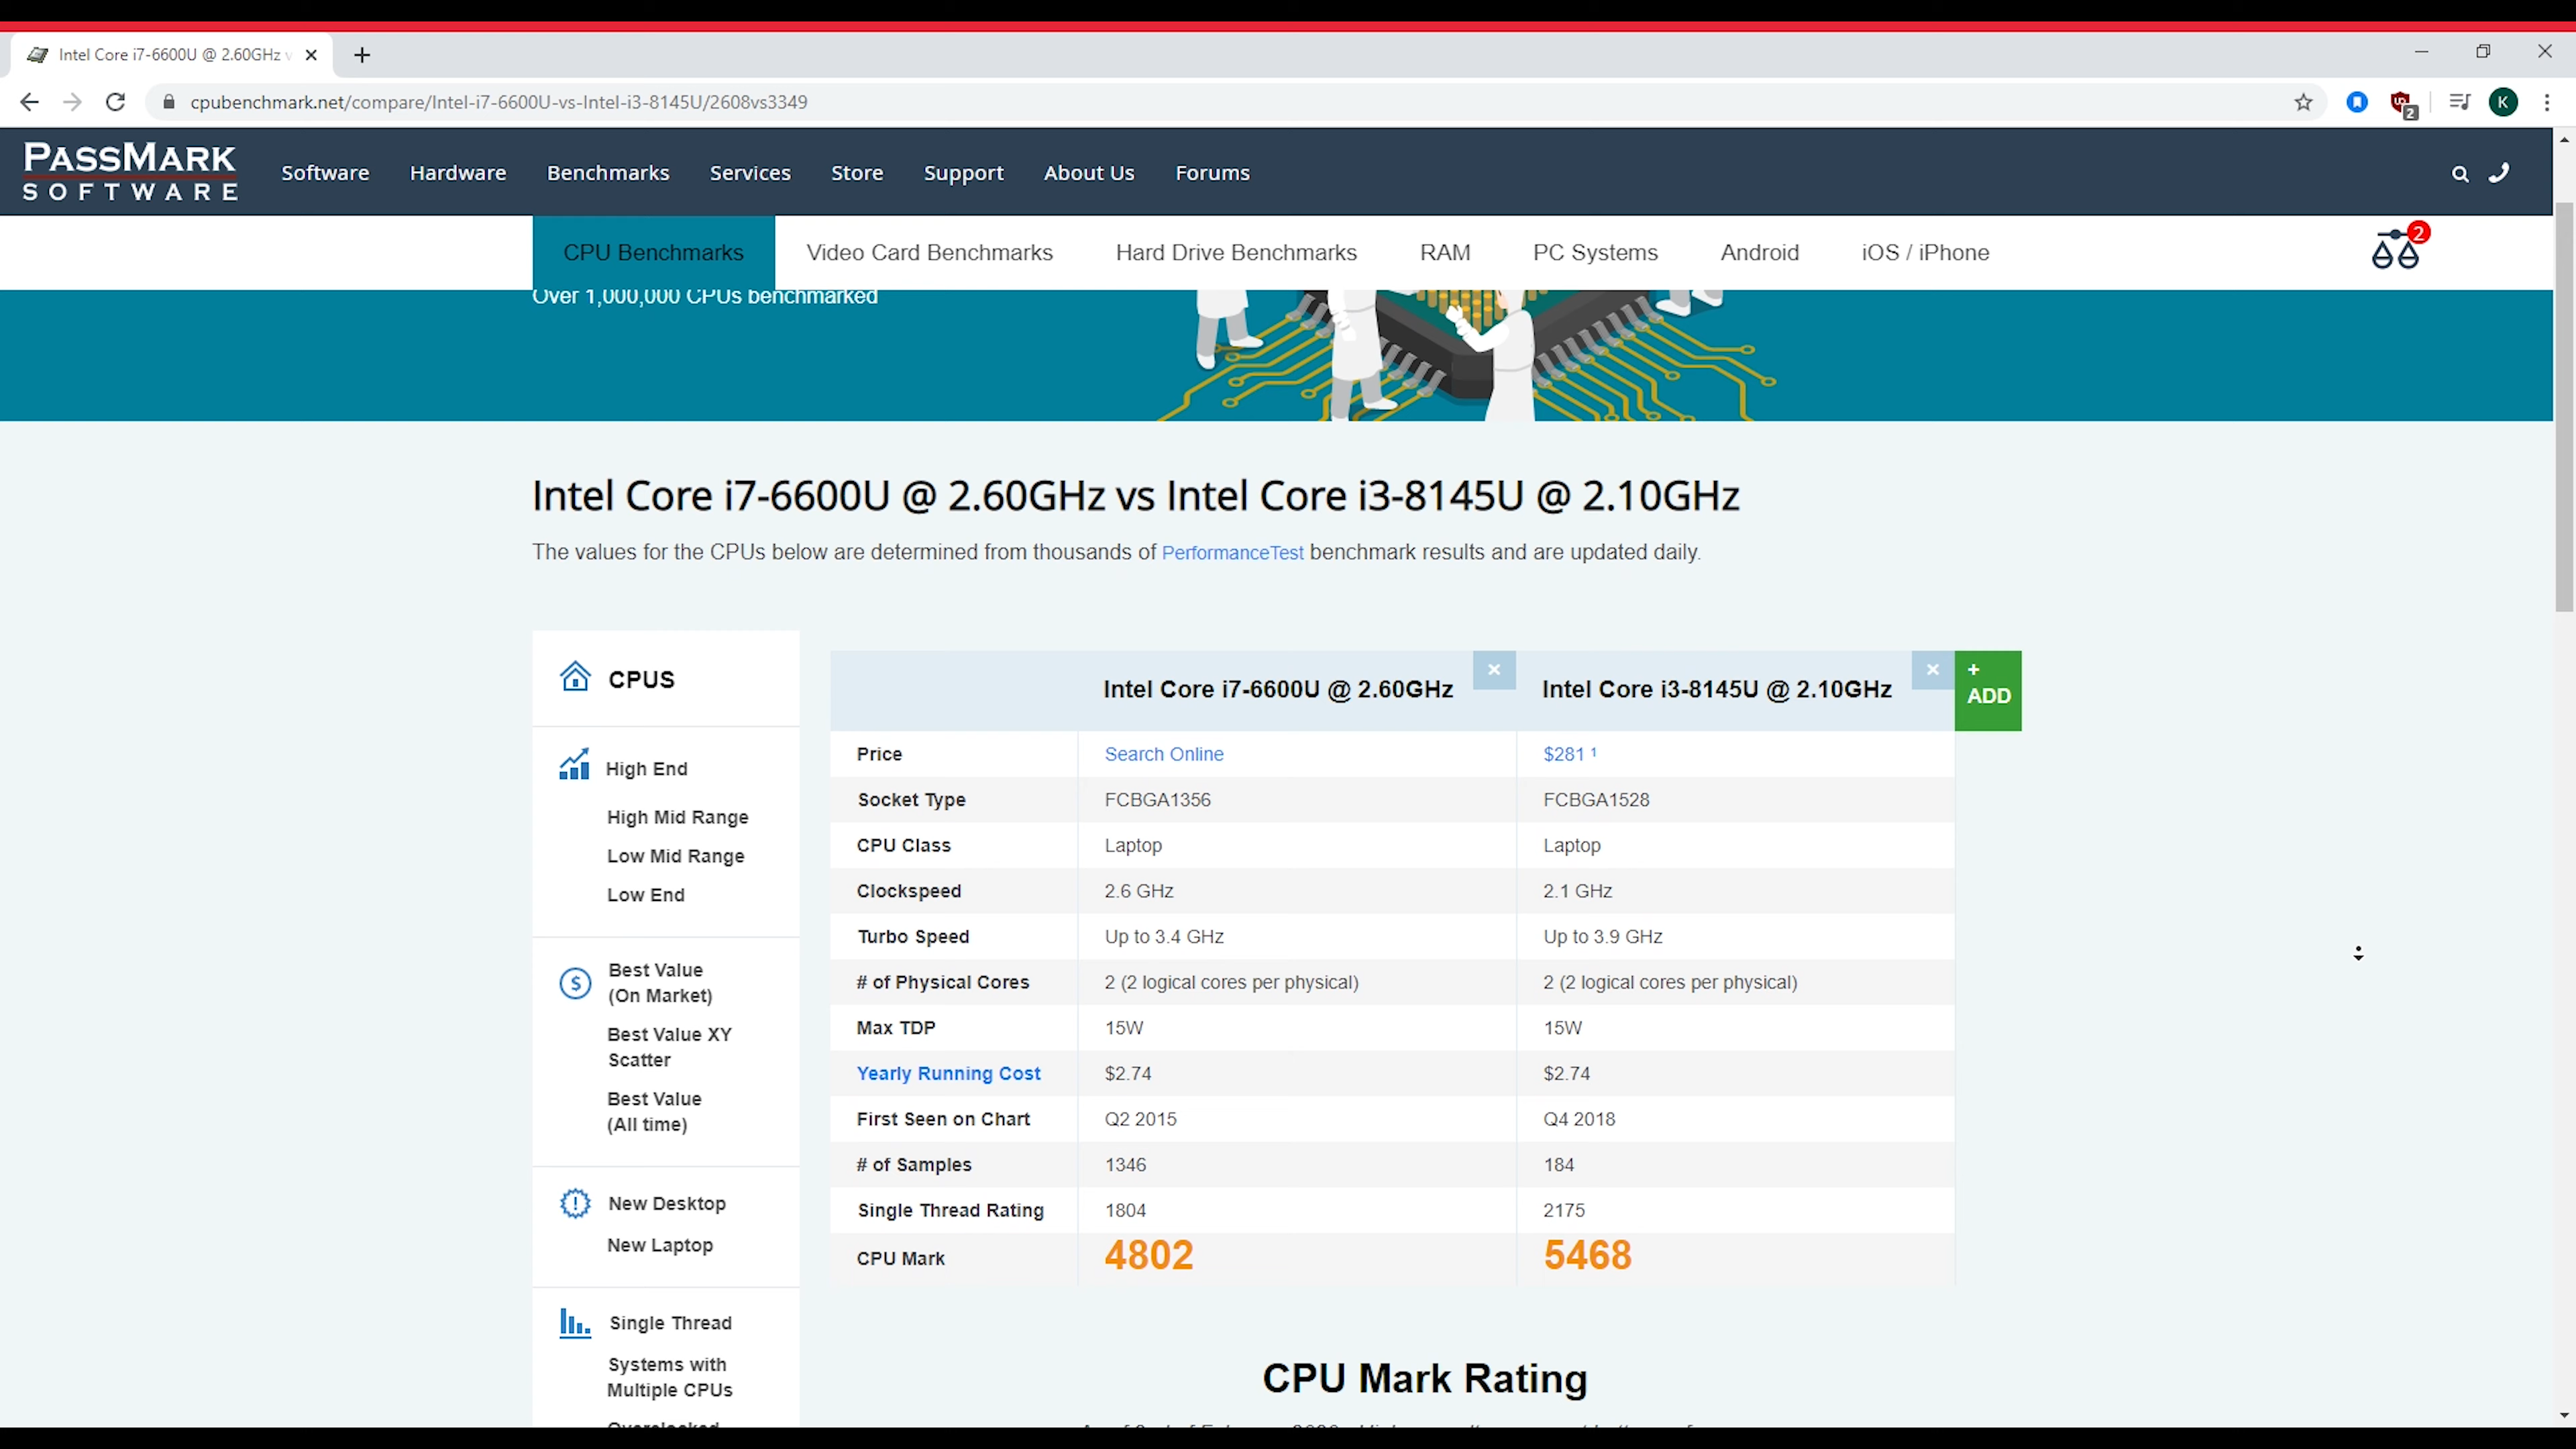 Intel Core i7-6600U @ 2.60GHz v
cpubenchmark.net/compare/Intel-i7-6600U-vs-Intel-i3-8145U/2608vs3349
2
K
PASSMARK
SOFTWARE
Software Hardware Benchmarks Services Store Support About Us Forums
CPU Benchmarks Video Card Benchmarks Hard Drive Benchmarks RAM PC Systems Android iOS / iPhone
2
Over 1,000,000 CPUs benchmarked
Intel Core i7-6600U @ 2.60GHz vs Intel Core i3-8145U @ 2.10GHz
The values for the CPUs below are determined from thousands of PerformanceTest benchmark results and are updated daily.
CPUS
High End
High Mid Range
Low Mid Range
Low End
Best Value
(On Market)
Best Value XY
Scatter
Best Value
(All time)
New Desktop
New Laptop
Single Thread
Systems with
Multiple CPUs
Intel Core i7-6600U @ 2.60GHz Intel Core i3-8145U @ 2.10GHz
+
ADD
Price Search Online $281 ¹
Socket Type FCBGA1356 FCBGA1528
CPU Class Laptop Laptop
Clockspeed 2.6 GHz 2.1 GHz
Turbo Speed Up to 3.4 GHz Up to 3.9 GHz
# of Physical Cores 2 (2 logical cores per physical) 2 (2 logical cores per physical)
Max TDP 15W 15W
Yearly Running Cost $2.74 $2.74
First Seen on Chart Q2 2015 Q4 2018
# of Samples 1346 184
Single Thread Rating 1804 2175
CPU Mark 4802 5468
CPU Mark Rating